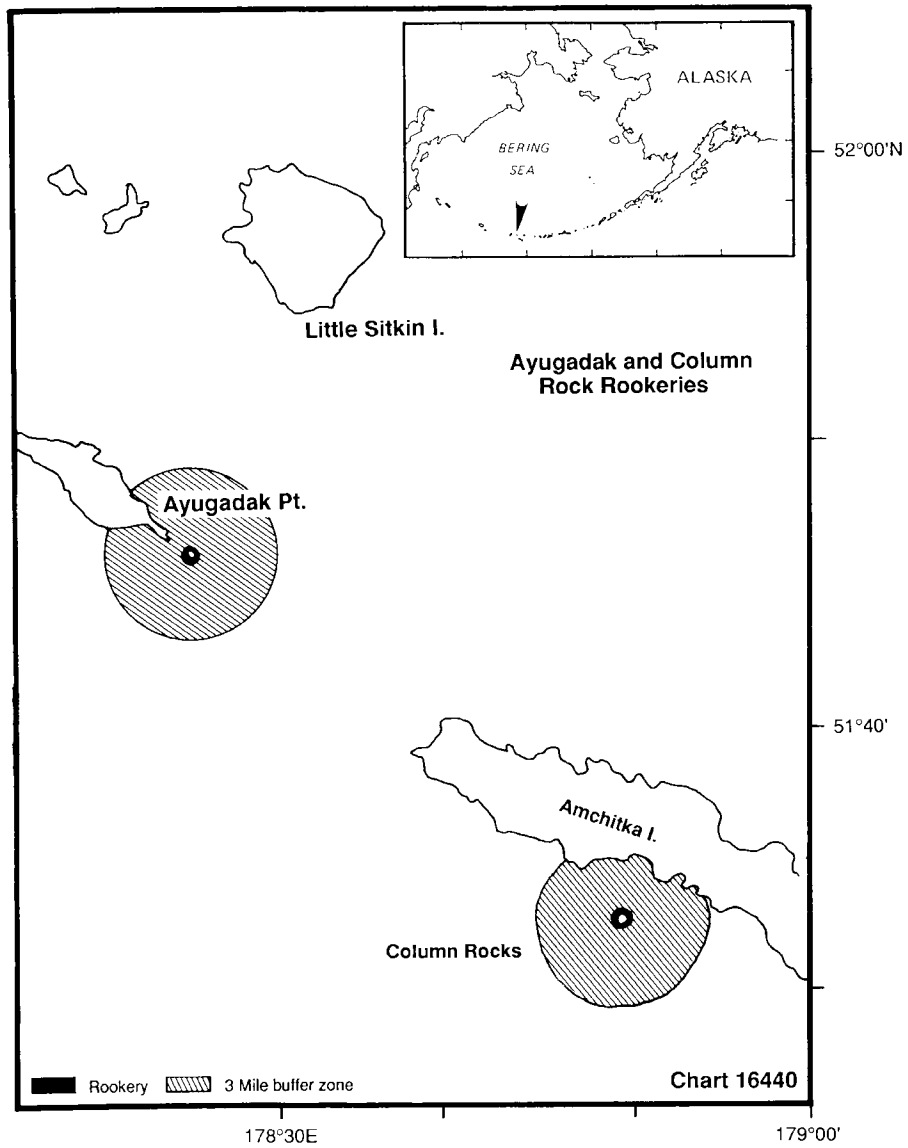 ALASKA
BERING
SEA
52°00'N
Little Sitkin I.
Ayugadak and Column
Rock Rookeries
Ayugadak Pt.
51°40'
Amchitka I.
Column Rocks
Rookery
3 Mile buffer zone
Chart 16440
178°30E
179°00'